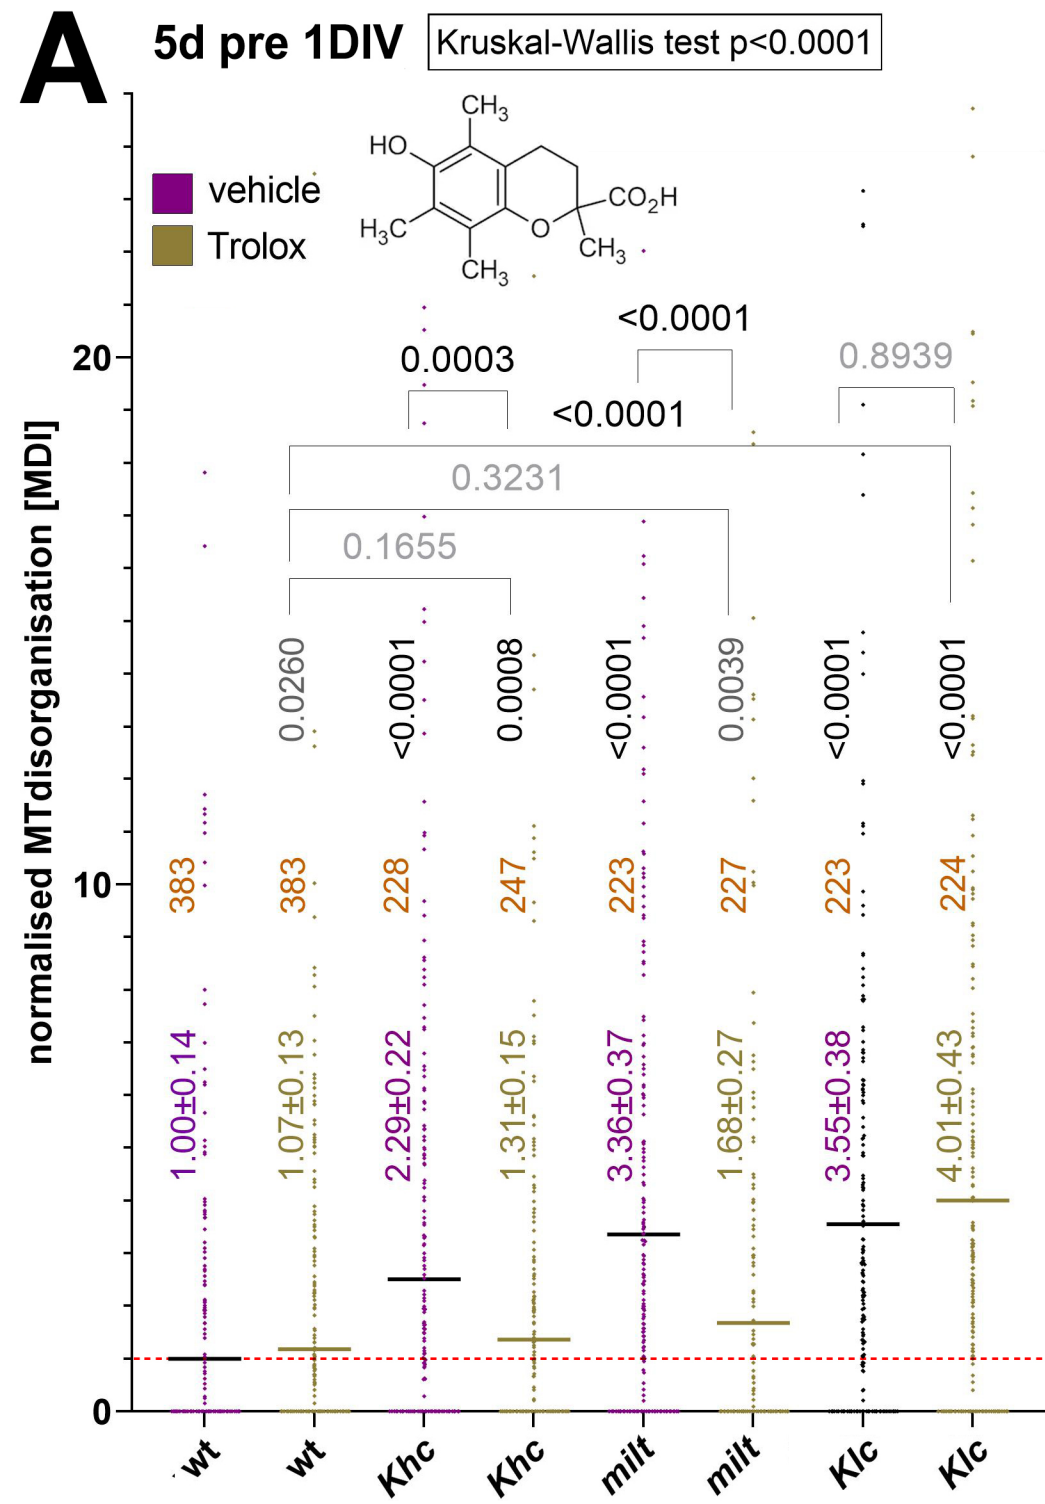 A
5d pre 1DIV
Kruskal-Wallis test p<0.0001
CH3
HO
vehicle
CO2H
H3C
O
Trolox
CH3
CH3
<0.0001
20
0.0003
0.8939
<0.0001
0.3231
0.1655
normalised MTdisorganisation [MDI]
0.0260
<0.0001
0.0008
<0.0001
0.0039
<0.0001
<0.0001
10
383
383
228
247
223
227
223
224
1.00±0.14
1.07±0.13
2.29±0.22
1.31±0.15
3.36±0.37
1.68±0.27
3.55±0.38
4.01±0.43
0
wt
wt
Khc
Khc
milt
milt
Klc
Klc